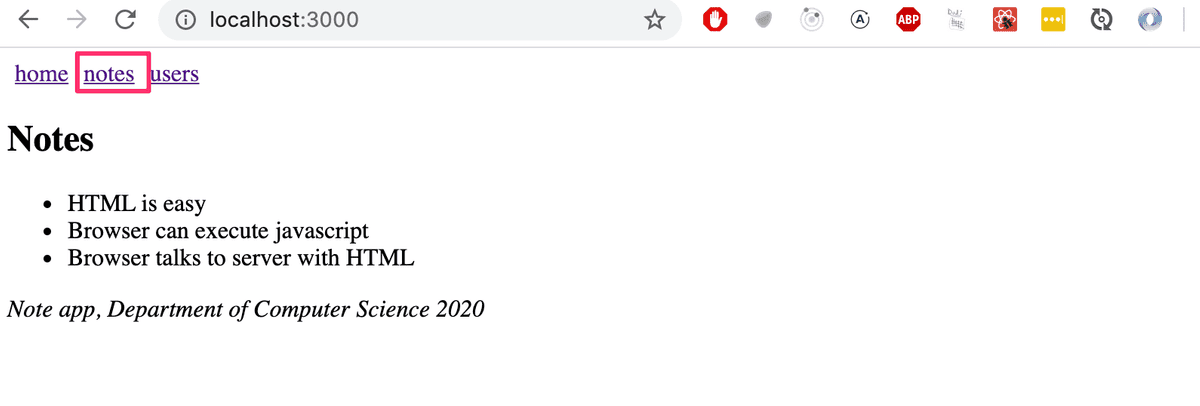 localhost:3000
A
ABP
home notes users
Notes
HTML is easy
Browser can execute javascript
Browser talks to server with HTML
Note app, Department of Computer Science 2020